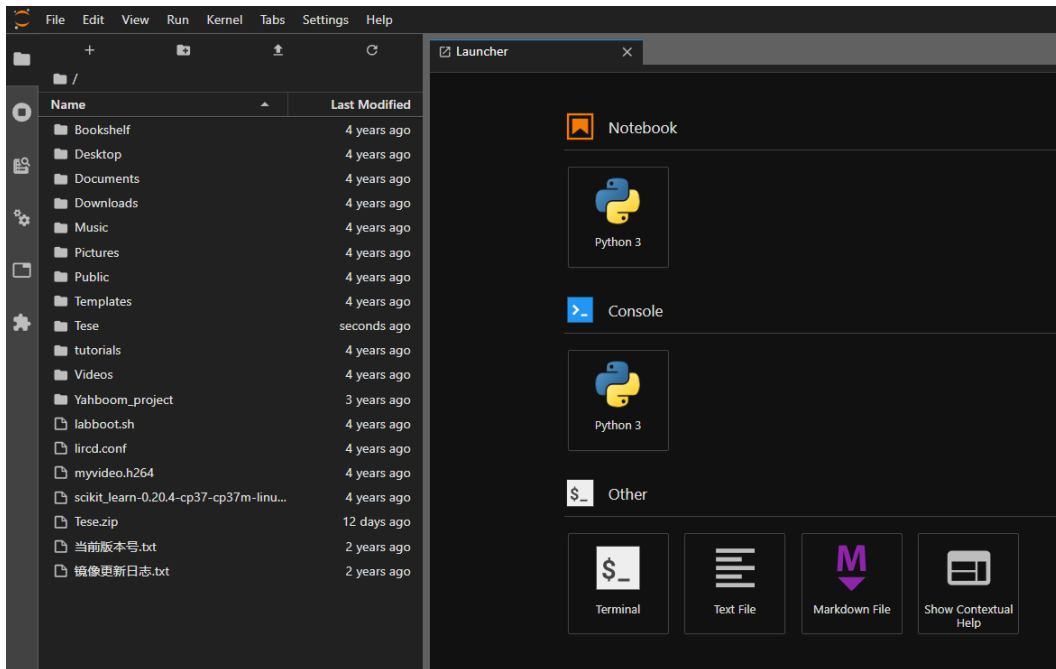 File Edit View Run Kernel Tabs Settings Help
Launcher
/
Name Last Modified
Bookshelf 4 years ago
Desktop 4 years ago
Documents 4 years ago
Downloads 4 years ago
Music 4 years ago
Pictures 4 years ago
Public 4 years ago
Templates 4 years ago
Tese seconds ago
tutorials 4 years ago
Videos 4 years ago
Yahboom_project 3 years ago
labboot.sh 4 years ago
lircd.conf 4 years ago
myvideo.h264 4 years ago
scikit_learn-0.20.4-cp37-cp37m-linu... 4 years ago
Tese.zip 12 days ago
当前版本号.txt 2 years ago
镜像更新日志.txt 2 years ago
Notebook
Python 3
Console
Python 3
$_ Other
$_
Terminal
Text File
M
Markdown File
Show Contextual
Help